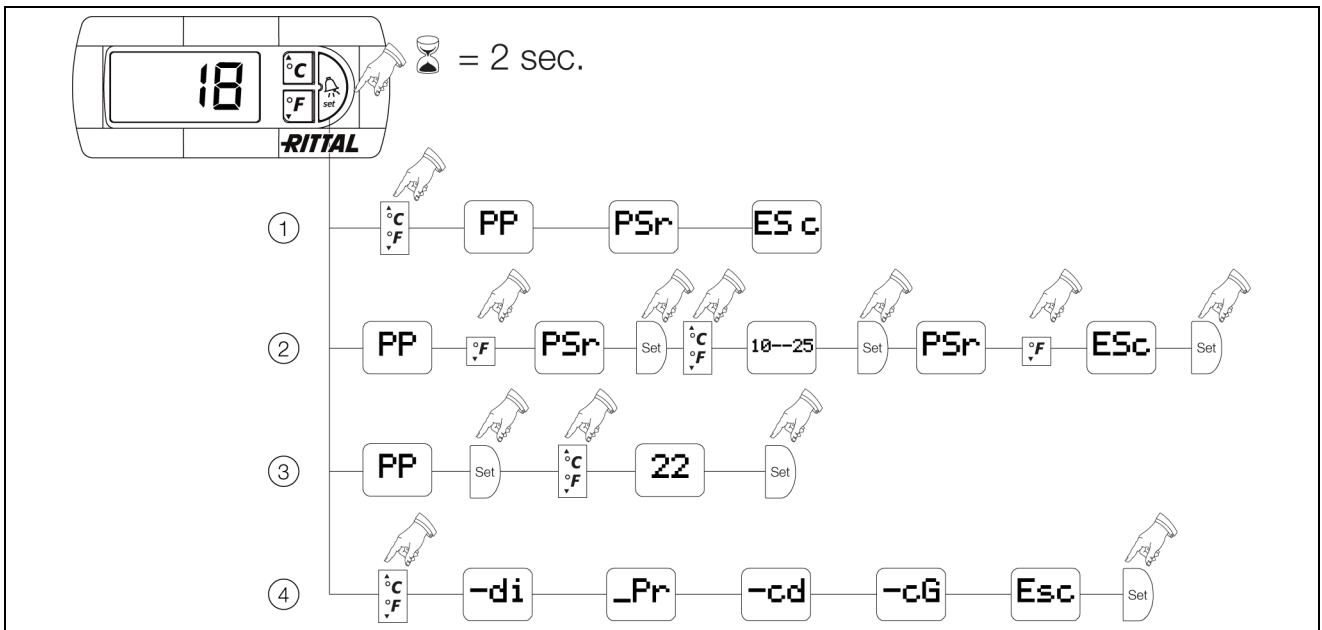 18
°C
°F
set
= 2 sec.
RITTAL
1
°C
°F
PP
PSr
ES c
2
PP
°F
PSr
Set
°C
°F
10--25
Set
PSr
°F
ESc
Set
3
PP
Set
°C
°F
22
Set
4
°C
°F
-di
_Pr
-cd
-cG
Esc
Set